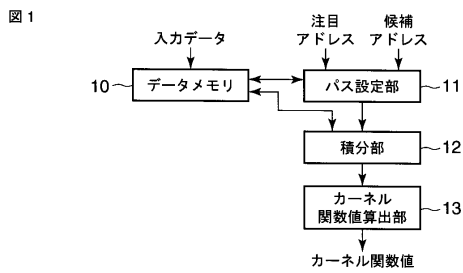 図1
入力データ
注目
アドレス
候補
アドレス
10
データメモリ
パス設定部
11
積分部
12
カーネル
関数値算出部
13
カーネル関数値